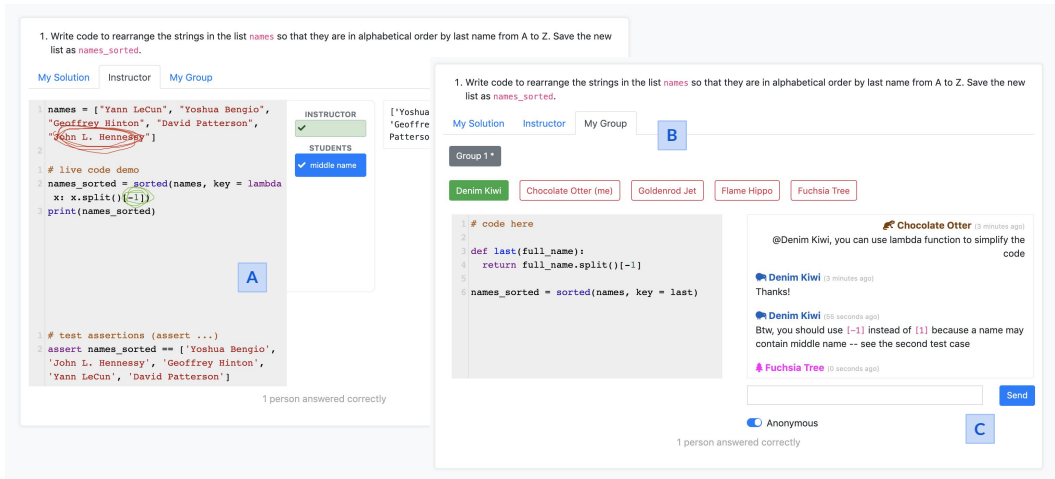 1. Write code to rearrange the strings in the list names so that they are in alphabetical order by last name from A to Z. Save the new
list as names_sorted.
My Solution Instructor My Group
1 names = ["Yann LeCun", "Yoshua Bengio",
"Geoffrey Hinton", "David Patterson",
"John L. Hennessy"]
2
1 # live code demo
2 names_sorted = sorted(names, key = lambda
x: x.split()[-1])
3 print(names_sorted)
A
1 # test assertions (assert ...)
2 assert names_sorted == ['Yoshua Bengio',
'John L. Hennessy', 'Geoffrey Hinton',
'Yann LeCun', 'David Patterson']
INSTRUCTOR
✔
STUDENTS
✔ middle name
['Yoshua
'Geoffre
Patterso
1 person answered correctly
1. Write code to rearrange the strings in the list names so that they are in alphabetical order by last name from A to Z. Save the new
list as names_sorted.
My Solution Instructor My Group
B
Group 1 *
Denim Kiwi Chocolate Otter (me) Goldenrod Jet Flame Hippo Fuchsia Tree
1 # code here
2
3 def last(full_name):
4 return full_name.split()[-1]
5
6 names_sorted = sorted(names, key = last)
Chocolate Otter (3 minutes ago)
@Denim Kiwi, you can use lambda function to simplify the
code
Denim Kiwi (3 minutes ago)
Thanks!
Denim Kiwi (55 seconds ago)
Btw, you should use [-1] instead of [1] because a name may
contain middle name -- see the second test case
Fuchsia Tree (0 seconds ago)
Send
Anonymous
C
1 person answered correctly